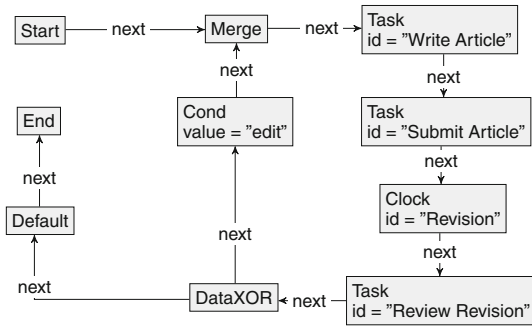 Start
next
Merge
next
Task
id = ”Write Article”
next
next
Cond
value = ”edit”
Task
id = ”Submit Article”
End
next
next
Clock
id = ”Revision”
Default
next
next
next
DataXOR
next
Task
id = ”Review Revision”